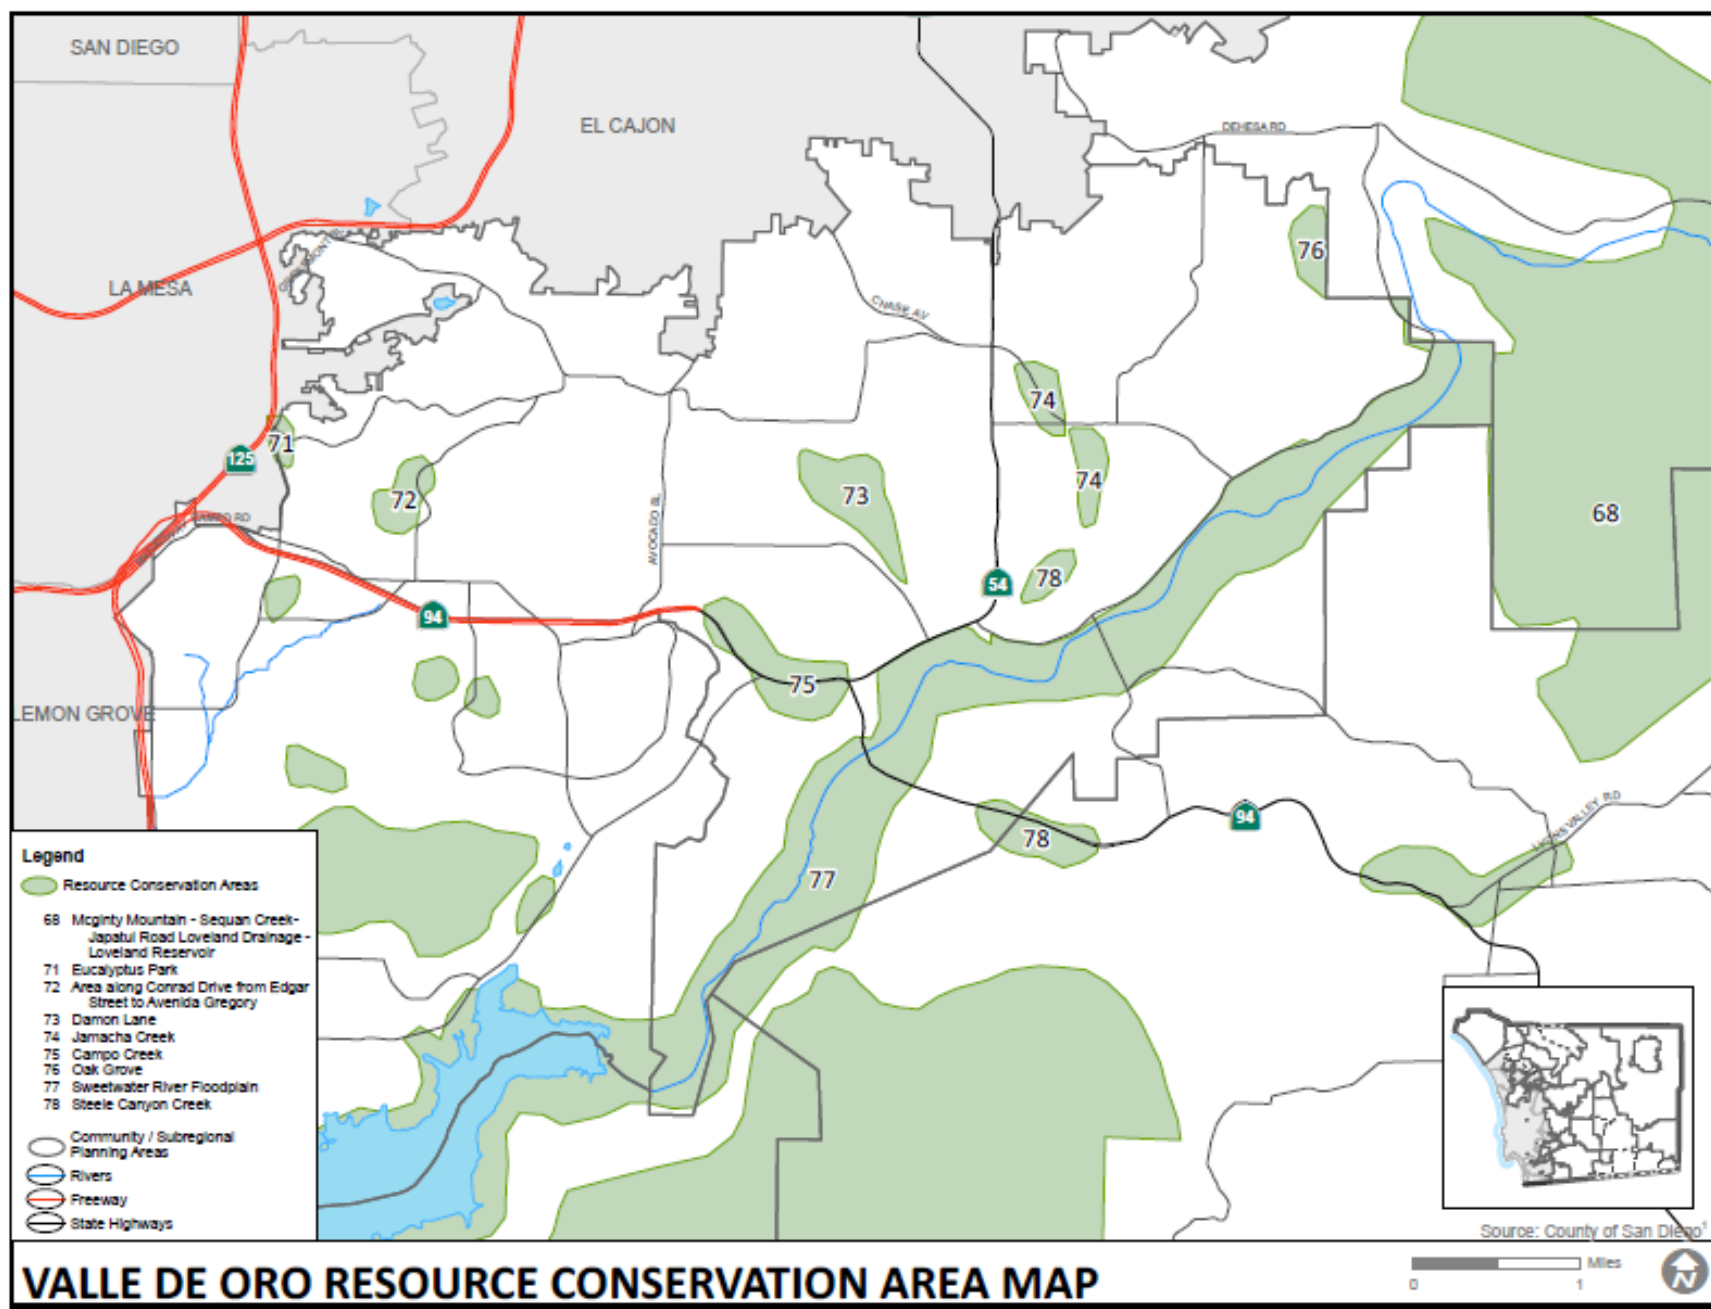 SAN DIEGO
EL CAJON
DEHESA RD
LA MESA
76
CHASE AV
74
71
125
72
73
74
68
AVOCADO BL
54
78
94
75
LEMON GROVE
94
78
LYONS VALLEY RD
77
Legend
Resource Conservation Areas
68 Mcginty Mountain - Sequan Creek-
Japatul Road Loveland Drainage -
Loveland Reservoir
71 Eucalyptus Park
72 Area along Conrad Drive from Edgar
Street to Avenida Gregory
73 Damon Lane
74 Jamacha Creek
75 Campo Creek
76 Oak Grove
77 Sweetwater River Floodplain
78 Steele Canyon Creek
Community / Subregional
Planning Areas
Rivers
Freeway
State Highways
Source: County of San Diego¹
VALLE DE ORO RESOURCE CONSERVATION AREA MAP
Miles
0 1
N